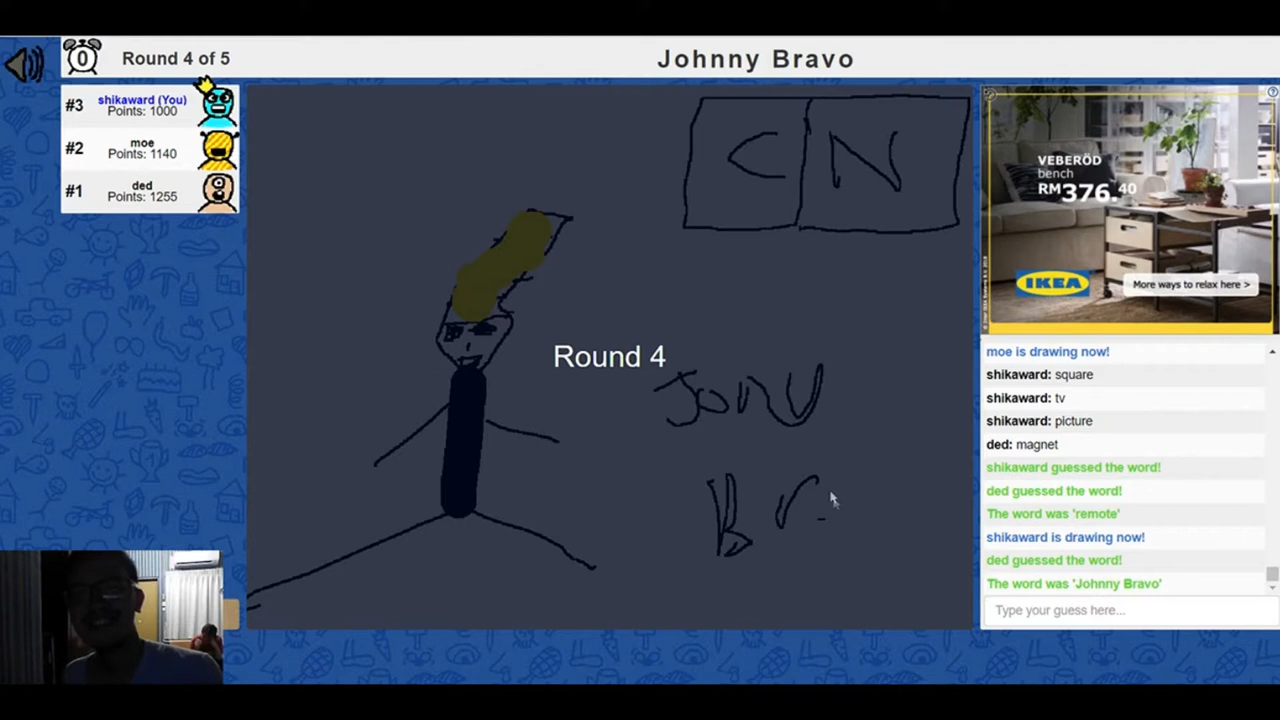 0
Round 4 of 5
Johnny Bravo
#3
shikaward (You)
Points: 1000
#2
moe
Points: 1140
#1
ded
Points: 1255
C N
Round 4
JONU
Br
VEBERÖD
bench
RM376.40
IKEA
More ways to relax here >
moe is drawing now!
shikaward: square
shikaward: tv
shikaward: picture
ded: magnet
shikaward guessed the word!
ded guessed the word!
The word was 'remote'
shikaward is drawing now!
ded guessed the word!
The word was 'Johnny Bravo'
Type your guess here...